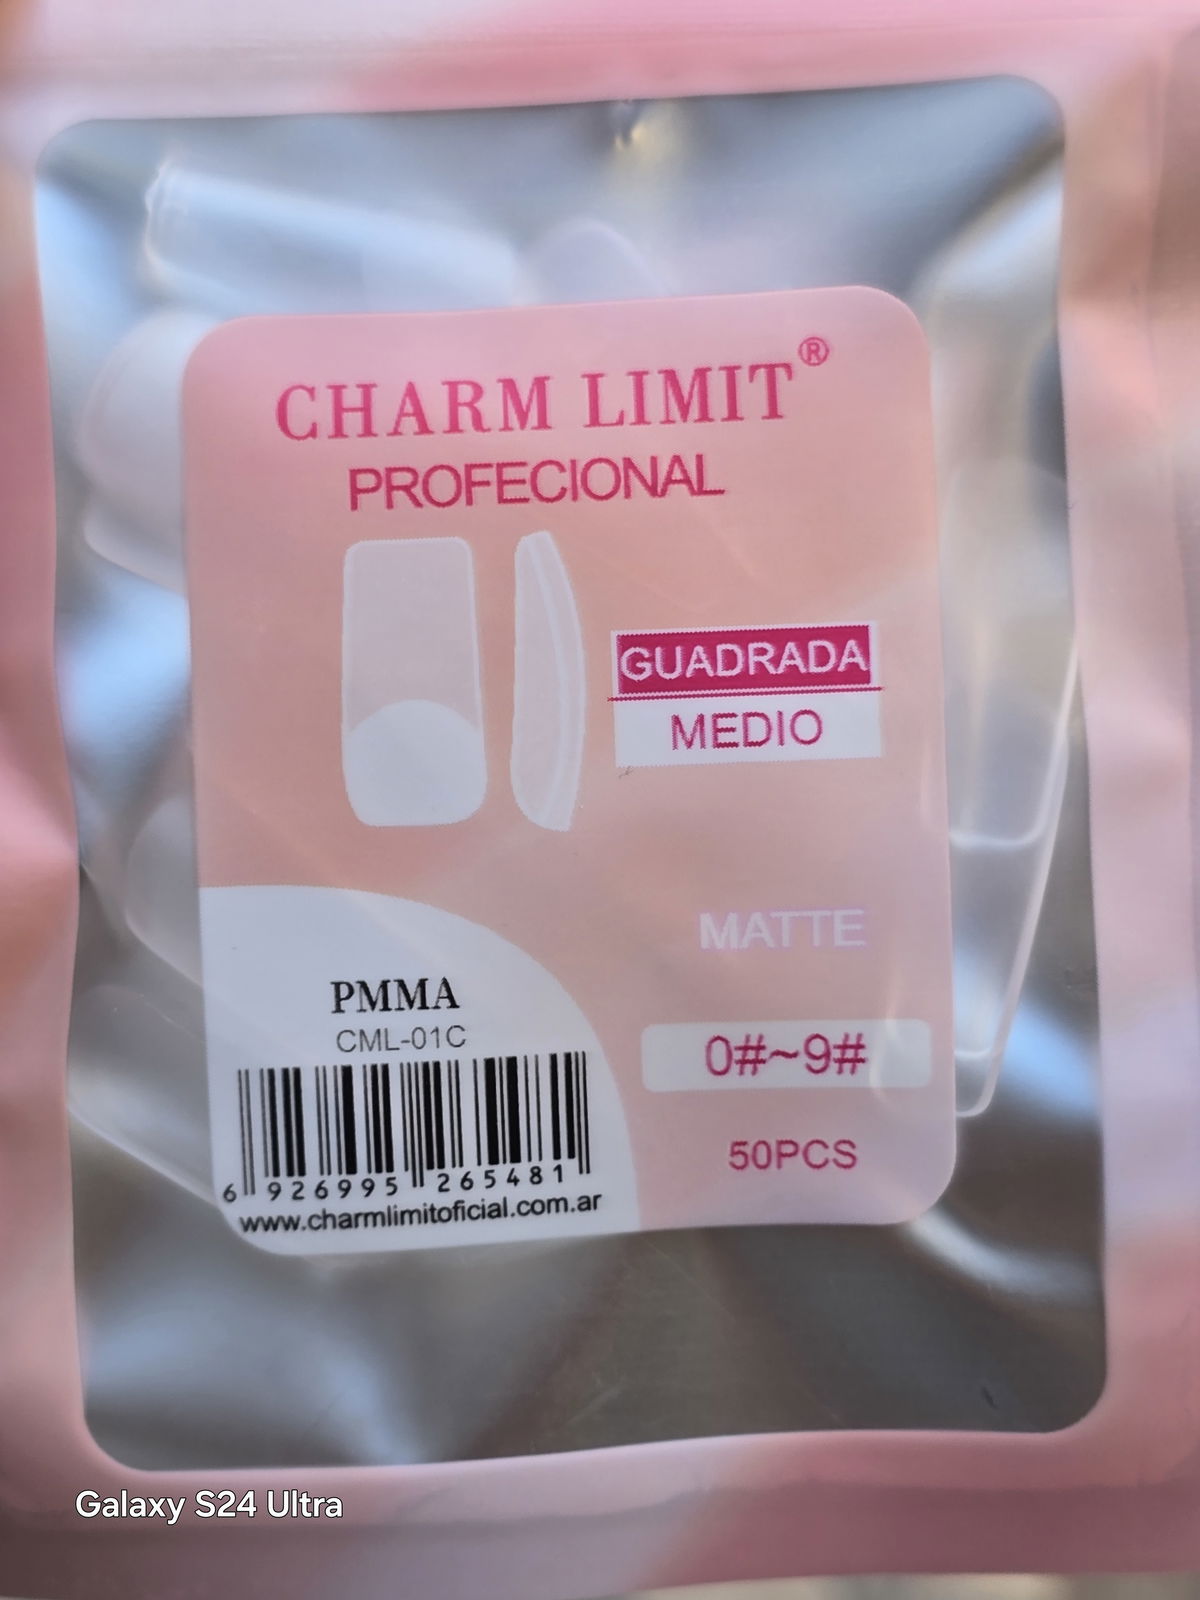 CHARM LIMIT®
PROFECIONAL
GUADRADA
MEDIO
MATTE
PMMA
CML-01C
0#~9#
50PCS
6 926995 265481
www.charmlimitoficial.com.ar
Galaxy S24 Ultra